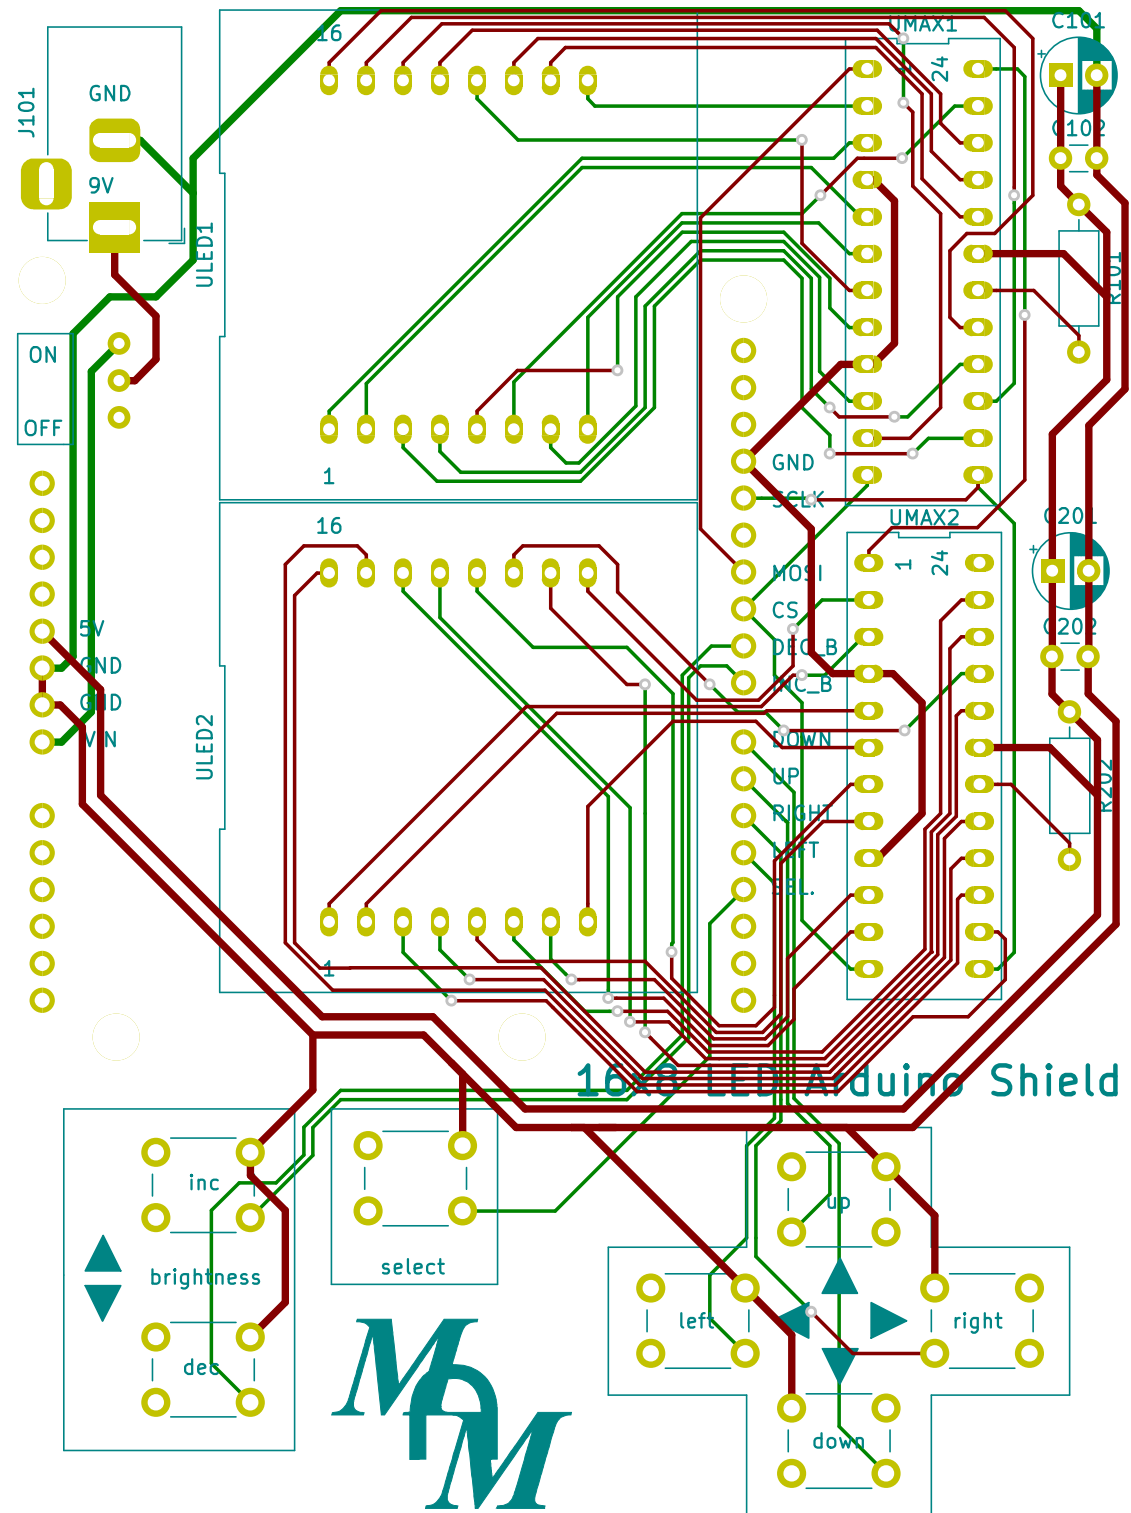 16
UMAX1
C101
1
24
J101
GND
9V
C102
ULED1
R101
ON
OFF
1
GND
SCLK
16
UMAX2
C201
1
24
MOSI
CS
5V
DEC_B
C202
GND
INC_B
GND
VIN
DOWN
ULED2
UP
R202
RIGHT
LEFT
SEL.
1
16x8 LED Arduino Shield
inc
up
select
brightness
left
right
dec
down
M M